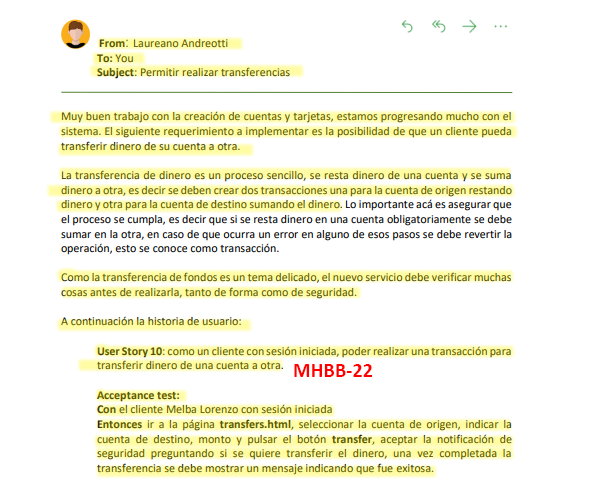 From: Laureano Andreotti
To: You
Subject: Permitir realizar transferencias
Muy buen trabajo con la creación de cuentas y tarjetas, estamos progresando mucho con el
sistema. El siguiente requerimiento a implementar es la posibilidad de que un cliente pueda
transferir dinero de su cuenta a otra.
La transferencia de dinero es un proceso sencillo, se resta dinero de una cuenta y se suma
dinero a otra, es decir se deben crear dos transacciones una para la cuenta de origen restando
dinero y otra para la cuenta de destino sumando el dinero. Lo importante acá es asegurar que
el proceso se cumpla, es decir que si se resta dinero en una cuenta obligatoriamente se debe
sumar en la otra, en caso de que ocurra un error en alguno de esos pasos se debe revertir la
operación, esto se conoce como transacción.
Como la transferencia de fondos es un tema delicado, el nuevo servicio debe verificar muchas
cosas antes de realizarla, tanto de forma como de seguridad.
A continuación la historia de usuario:
User Story 10: como un cliente con sesión iniciada, poder realizar una transacción para
transferir dinero de una cuenta a otra. MHBB-22
Acceptance test:
Con el cliente Melba Lorenzo con sesión iniciada
Entonces ir a la página transfers.html, seleccionar la cuenta de origen, indicar la
cuenta de destino, monto y pulsar el botón transfer, aceptar la notificación de
seguridad preguntando si se quiere transferir el dinero, una vez completada la
transferencia se debe mostrar un mensaje indicando que fue exitosa.